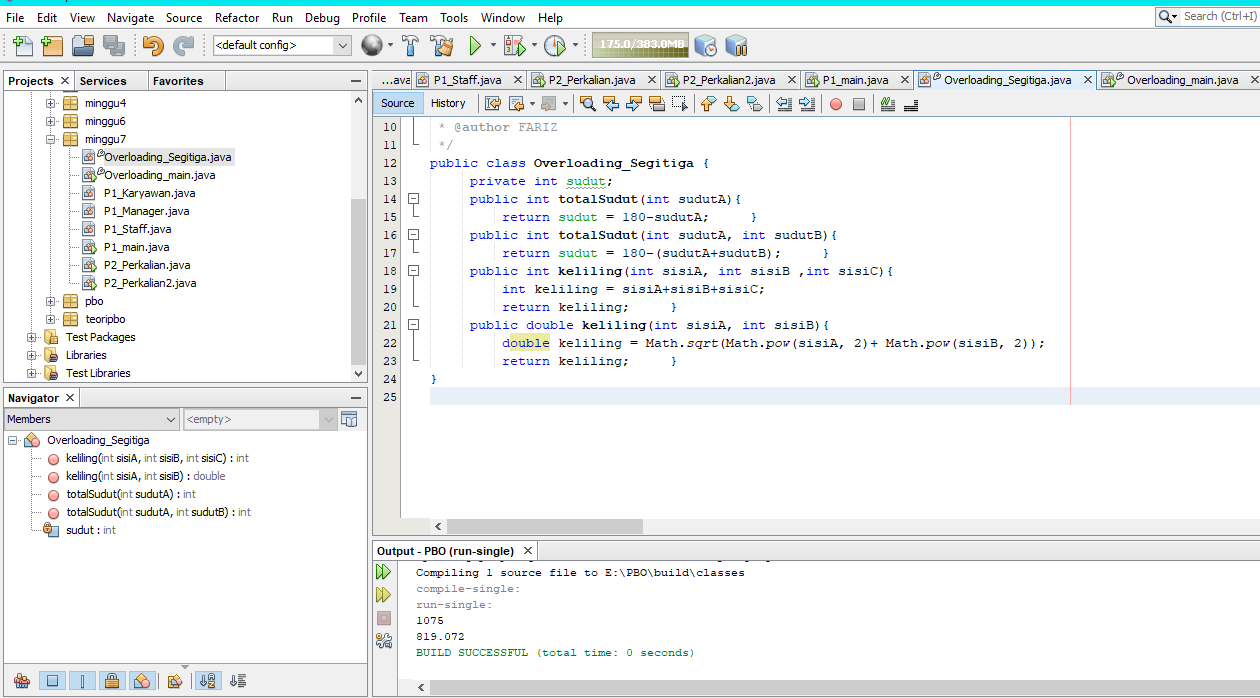 File Edit View Navigate Source Refactor Run Debug Profile Team Tools Window Help
Search (Ctrl+I)
<default config>
175.0/383.0MB
Projects
Services
Favorites
minggu4
minggu6
minggu7
Overloading_Segitiga.java
Overloading_main.java
P1_Karyawan.java
P1_Manager.java
P1_Staff.java
P1_main.java
P2_Perkalian.java
P2_Perkalian2.java
pbo
teoripbo
Test Packages
Libraries
Test Libraries
Navigator
Members
<empty>
Overloading_Segitiga
keliling(int sisiA, int sisiB, int sisiC) : int
keliling(int sisiA, int sisiB) : double
totalSudut(int sudutA) : int
totalSudut(int sudutA, int sudutB) : int
sudut : int
...ava P1_Staff.java P2_Perkalian.java P2_Perkalian2.java P1_main.java Overloading_Segitiga.java Overloading_main.java
Source History
10 * @author FARIZ
11 */
12 public class Overloading_Segitiga {
13 private int sudut;
14 public int totalSudut(int sudutA){
15 return sudut = 180-sudutA; }
16 public int totalSudut(int sudutA, int sudutB){
17 return sudut = 180-(sudutA+sudutB); }
18 public int keliling(int sisiA, int sisiB ,int sisiC){
19 int keliling = sisiA+sisiB+sisiC;
20 return keliling; }
21 public double keliling(int sisiA, int sisiB){
22 double keliling = Math.sqrt(Math.pow(sisiA, 2)+ Math.pow(sisiB, 2));
23 return keliling; }
24 }
25
Output - PBO (run-single)
Compiling 1 source file to E:\PBO\build\classes
compile-single:
run-single:
1075
819.072
BUILD SUCCESSFUL (total time: 0 seconds)